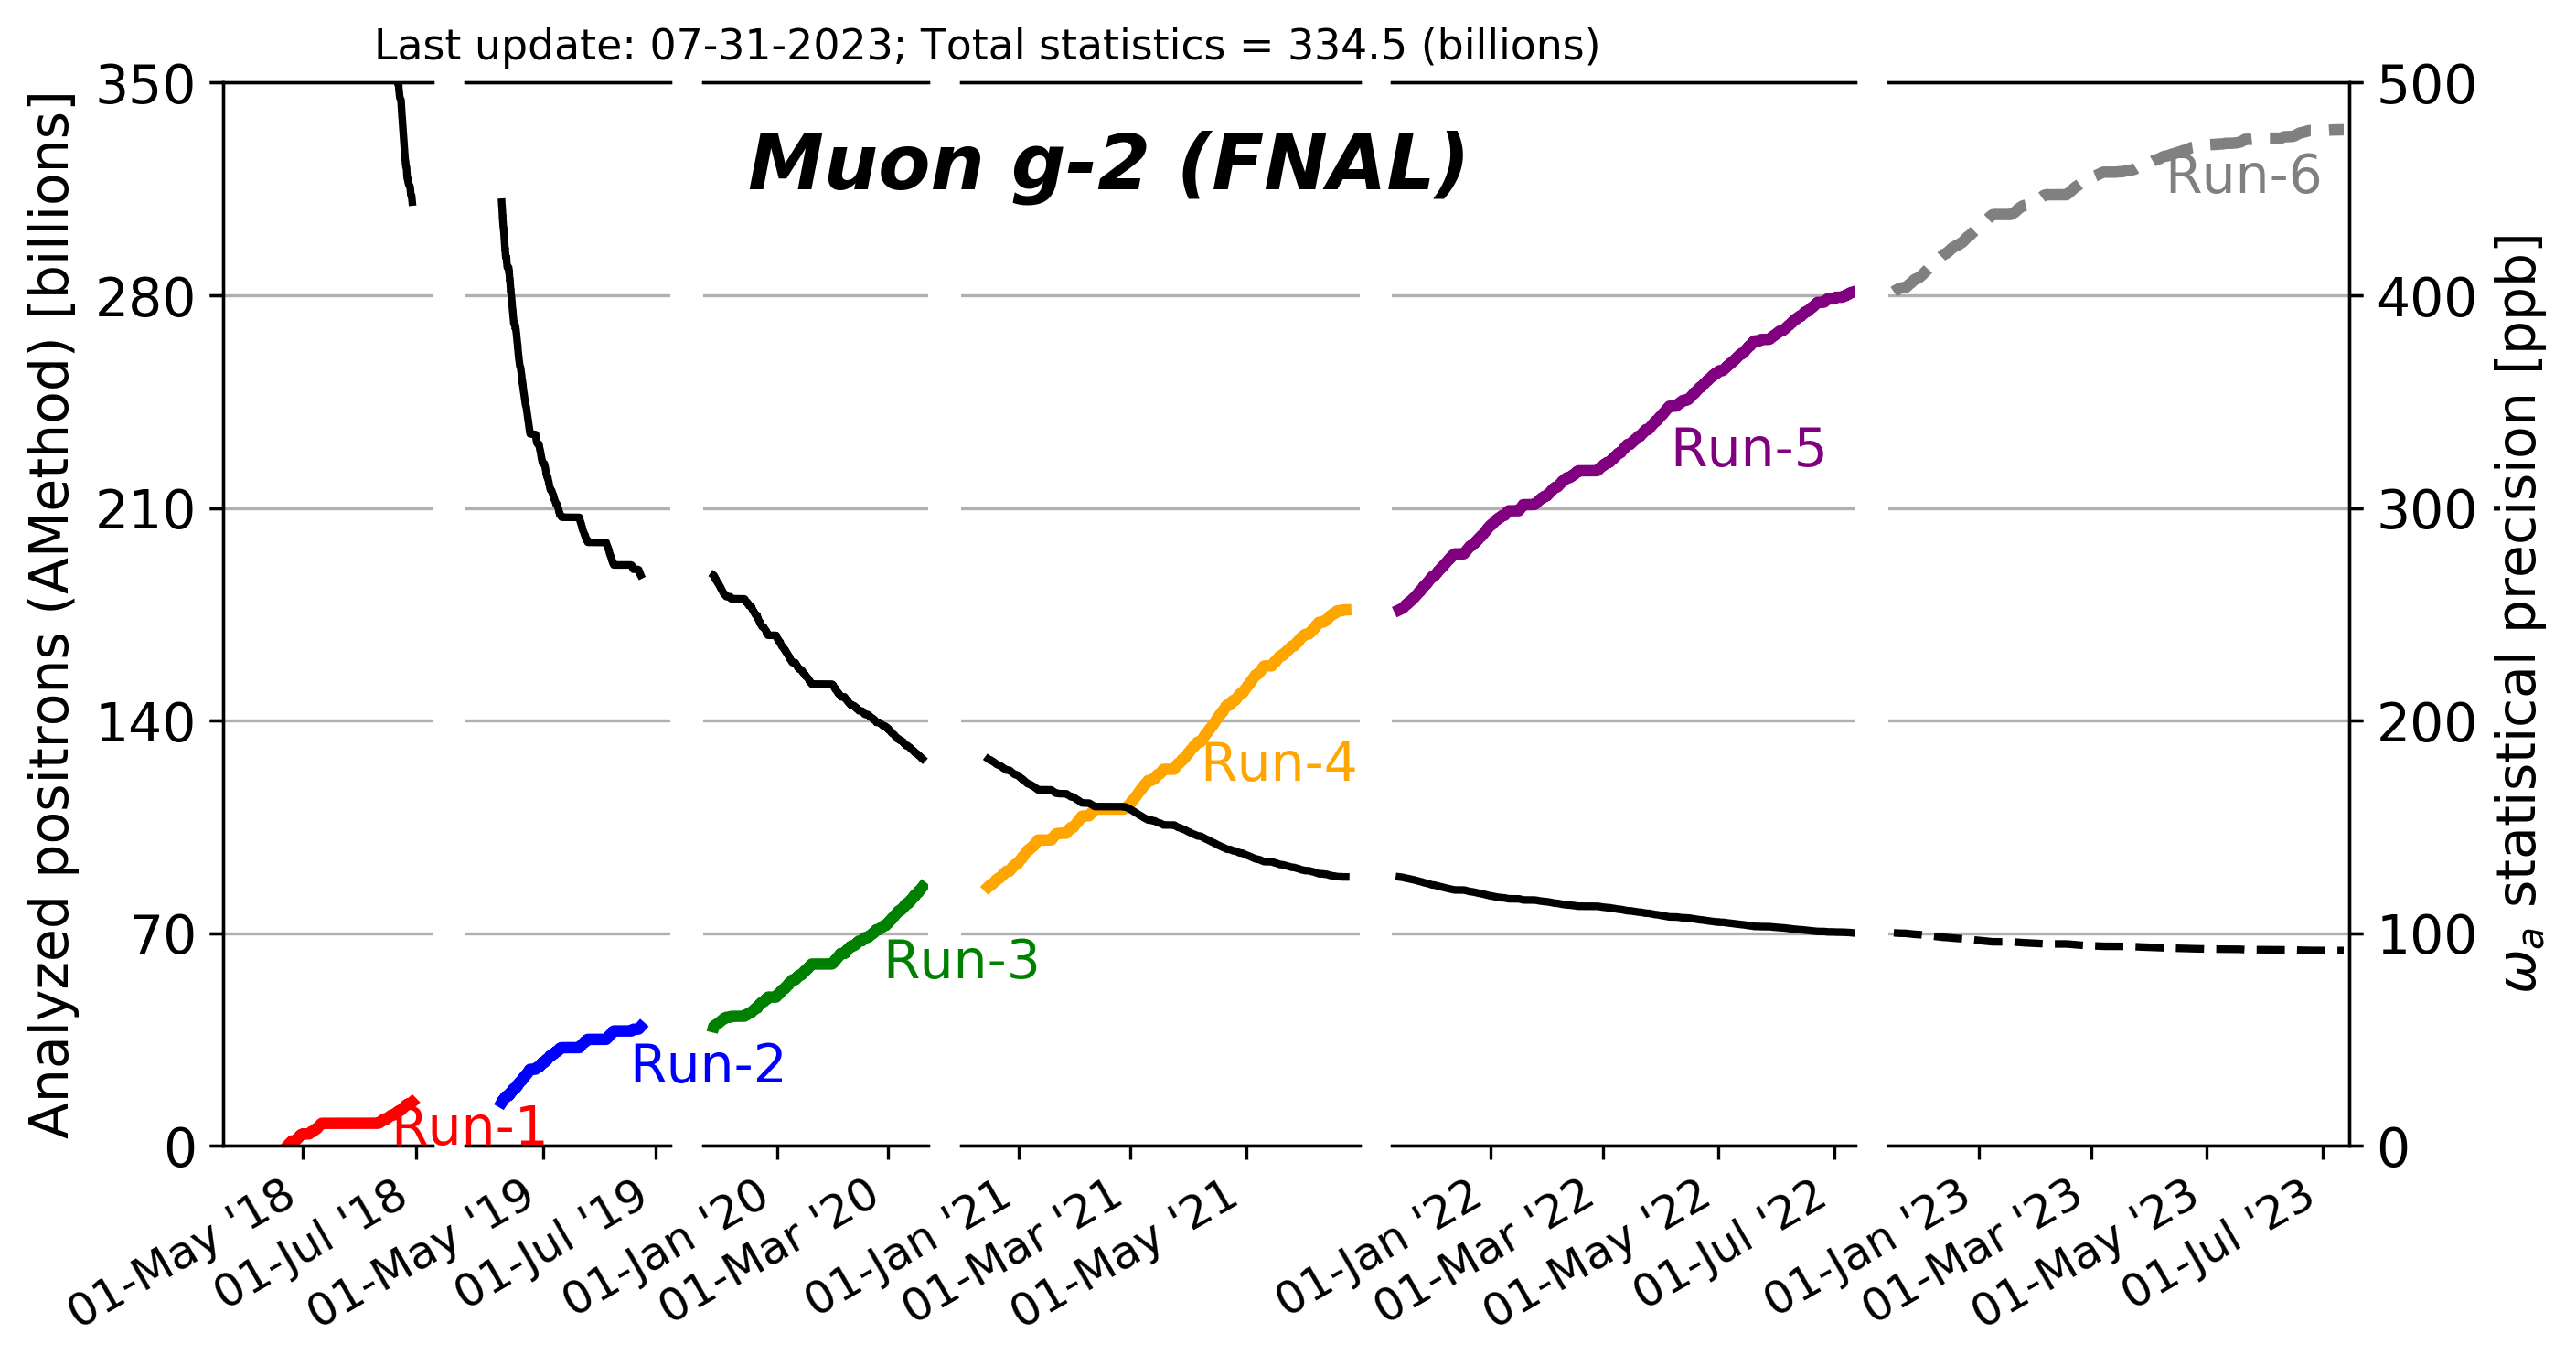 Last update: 07-31-2023; Total statistics = 334.5 (billions)
Muon g-2 (FNAL)
Analyzed positrons (AMethod) [billions]
350
280
210
140
70
0
500
400
300
200
100
0
ωa statistical precision [ppb]
Run-1
Run-2
Run-3
Run-4
Run-5
Run-6
01-May '18
01-Jul '18
01-May '19
01-Jul '19
01-Jan '20
01-Mar '20
01-Jan '21
01-Mar '21
01-May '21
01-Jan '22
01-Mar '22
01-May '22
01-Jul '22
01-Jan '23
01-Mar '23
01-May '23
01-Jul '23